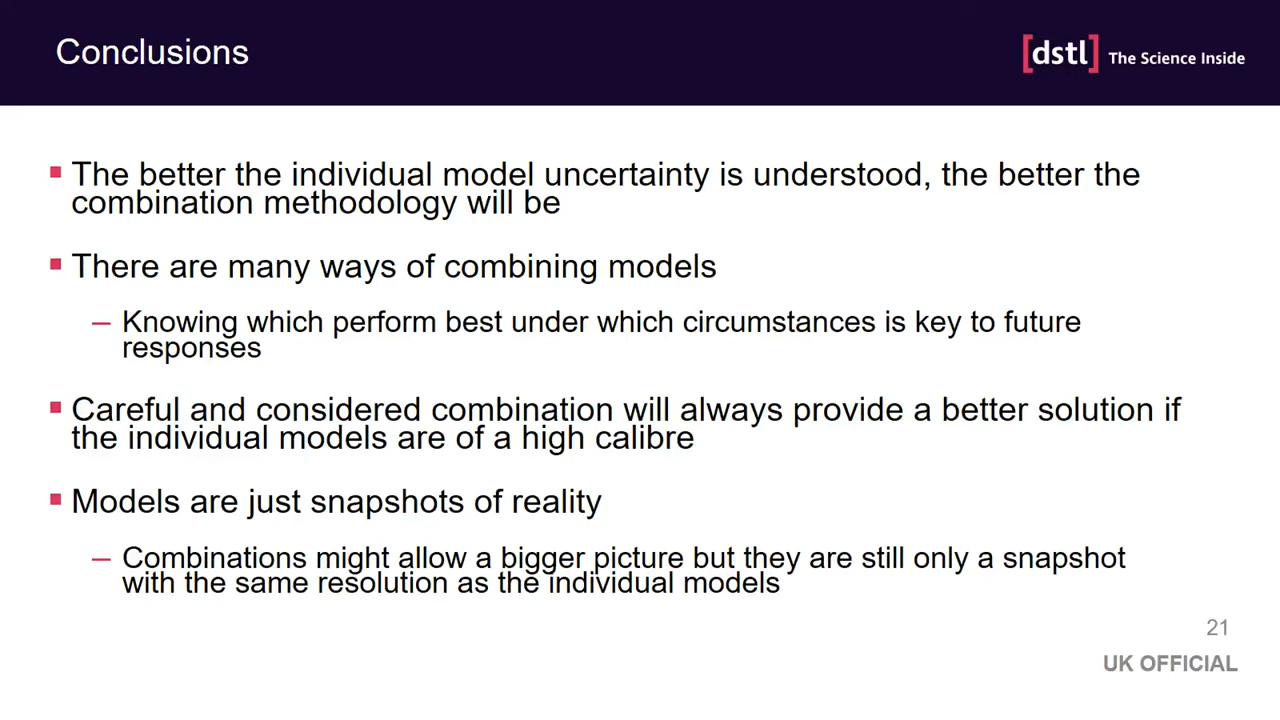 Conclusions
[dstl] The Science Inside
▪ The better the individual model uncertainty is understood, the better the
combination methodology will be
▪ There are many ways of combining models
– Knowing which perform best under which circumstances is key to future
responses
▪ Careful and considered combination will always provide a better solution if
the individual models are of a high calibre
▪ Models are just snapshots of reality
– Combinations might allow a bigger picture but they are still only a snapshot
with the same resolution as the individual models
21
UK OFFICIAL